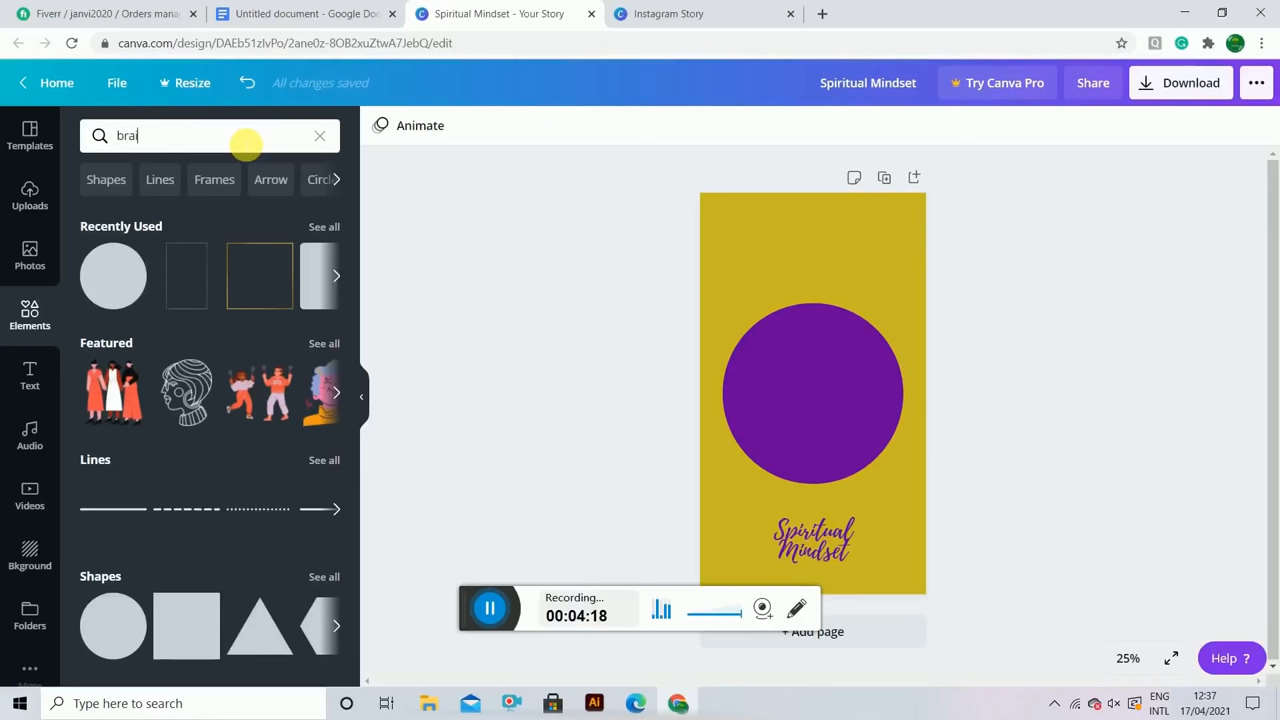 Fiverr / janvi2020 / Orders mana
Untitled document - Google Doc
Spiritual Mindset - Your Story
Instagram Story
canva.com/design/DAEb51zIvPo/2ane0z-8OB2xuZtwA7JebQ/edit
Home
File
Resize
All changes saved
Spiritual Mindset
Try Canva Pro
Share
Download
Templates
Uploads
Photos
Elements
Text
Audio
Videos
Bkground
Folders
brai
Shapes
Lines
Frames
Arrow
Circl
Animate
Recently Used
See all
Featured
See all
Lines
See all
Shapes
See all
Spiritual
Mindset
Recording...
00:04:18
+ Add page
25%
Help ?
Type here to search
ENG
INTL
12:37
17/04/2021